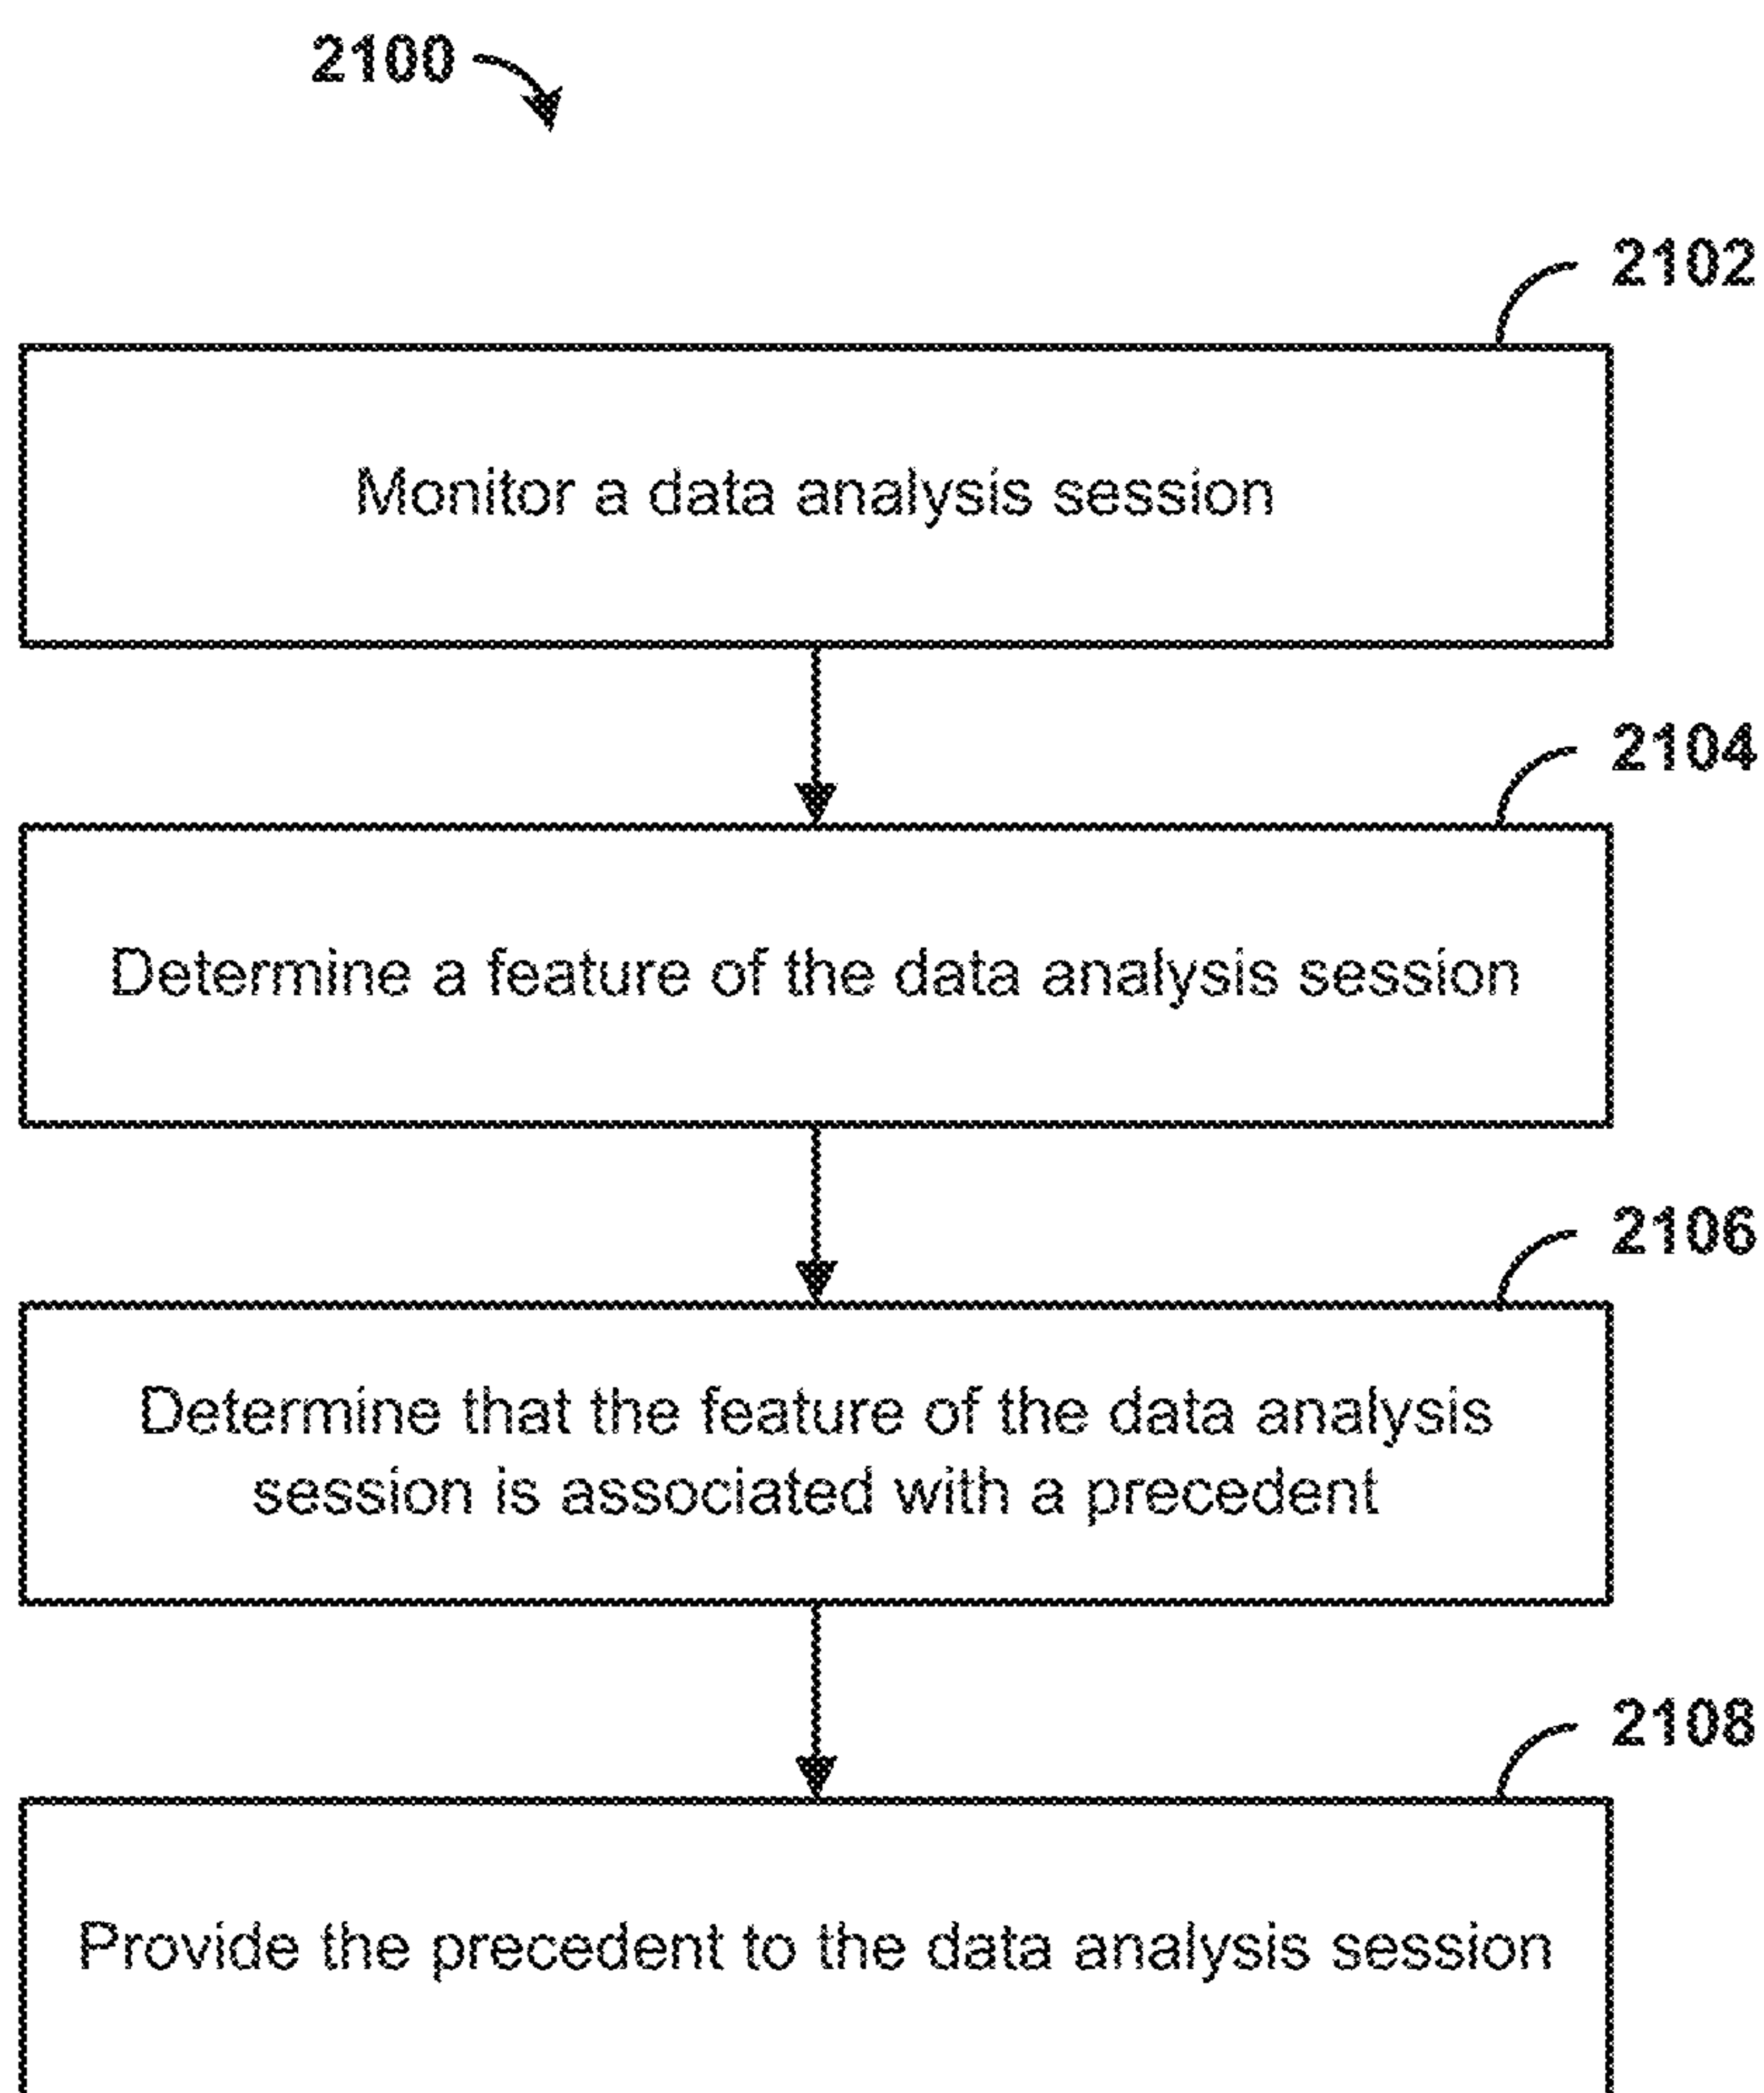 2100
2102
Monitor a data analysis session
2104
Determine a feature of the data analysis session
2106
Determine that the feature of the data analysis
session is associated with a precedent
2108
Provide the precedent to the data analysis session